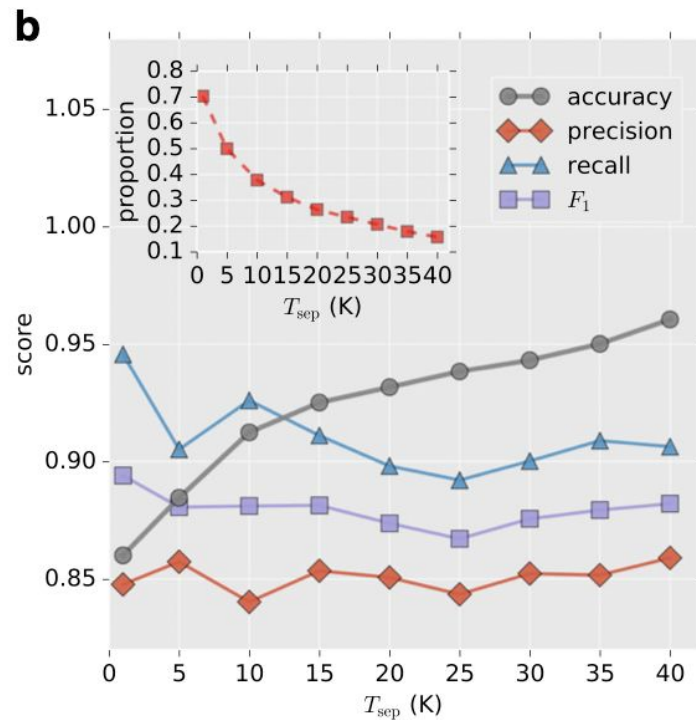 b
0.8
0.7
0.6
0.5
0.4
0.3
0.2
0.1
proportion
0 5 10 15 20 25 30 35 40
T_sep (K)
accuracy
precision
recall
F_1
1.05
1.00
0.95
0.90
0.85
score
0 5 10 15 20 25 30 35 40
T_sep (K)